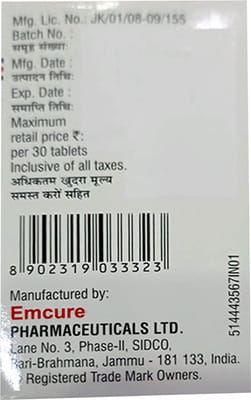 Mfg. Lic. No.: JK/01/08-09/155
Batch No. :
समूह संख्या:
Mfg. Date :
उत्पादन तिथि:
Exp. Date :
समाप्ति तिथि:
Maximum
retail price ₹:
per 30 tablets
Inclusive of all taxes.
अधिकतम खुदरा मूल्य
समस्त करों सहित
8 902319 033323
Manufactured by:
Emcure
PHARMACEUTICALS LTD.
Lane No. 3, Phase-II, SIDCO,
Bari-Brahmana, Jammu - 181 133, India.
® Registered Trade Mark Owners.
514443567IN01